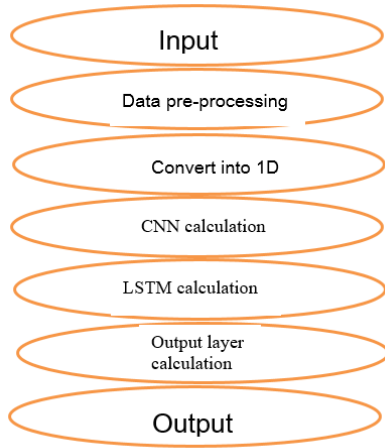 Input
Data pre-processing
Convert into 1D
CNN calculation
LSTM calculation
Output layer
calculation
Output